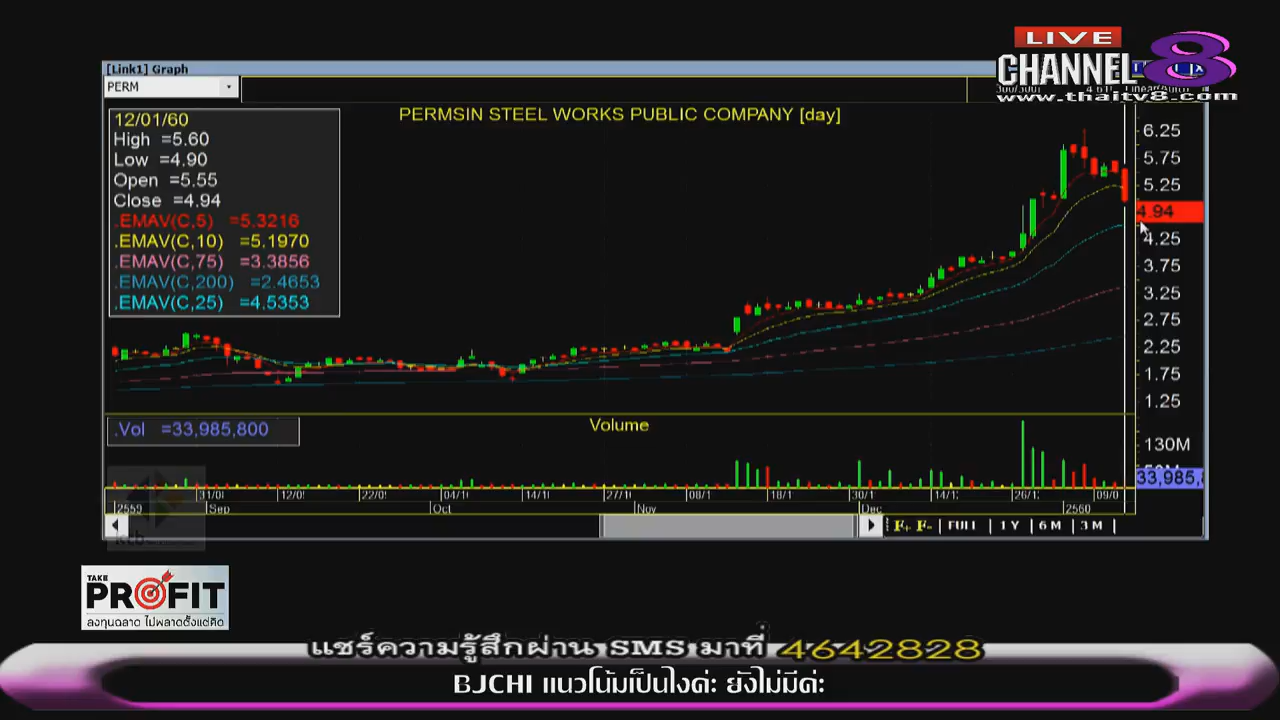 LIVE
CHANNEL 8
www.thaitv8.com
[Link1] Graph
PERM
PERMSIN STEEL WORKS PUBLIC COMPANY [day]
12/01/60
High =5.60
Low =4.90
Open =5.55
Close =4.94
.EMAV(C,5) =5.3216
.EMAV(C,10) =5.1970
.EMAV(C,75) =3.3856
.EMAV(C,200) =2.4653
.EMAV(C,25) =4.5353
6.25
5.75
5.25
4.94
4.25
3.75
3.25
2.75
2.25
1.75
1.25
.Vol =33,985,800
Volume
130M
33,985,
31/0 12/0 22/0 04/1 14/1 27/1 08/1 18/1 30/1 14/1 26/1 09/0
2559 Sep Oct Nov Dec 2560
F+ F- FULL 1 Y 6 M 3 M
TAKE
PROFIT
ลงทุนฉลาด ไม่พลาดตั้งแต่คิด
แชร์ความรู้สึกผ่าน SMS มาที่ 4642828
BJCHI แนวโน้มเป็นไงค่ะ ยังไม่มีค่ะ